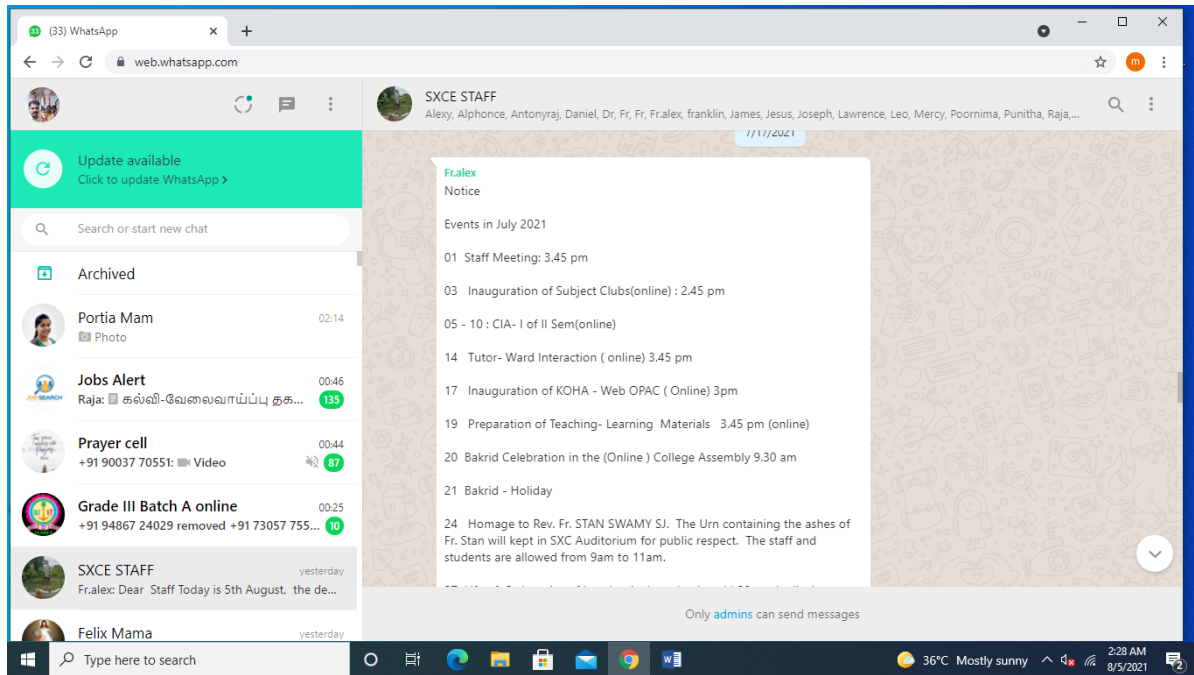 (33) WhatsApp
web.whatsapp.com
m
SXCE STAFF
Alexy, Alphonce, Antonyraj, Daniel, Dr, Fr, Fr, Fr.alex, franklin, James, Jesus, Joseph, Lawrence, Leo, Mercy, Poornima, Punitha, Raja,...
Update available
Click to update WhatsApp >
Search or start new chat
Archived
Portia Mam 02:14
Photo
Jobs Alert 00:46
Raja: கல்வி-வேலைவாய்ப்பு தக... 135
Prayer cell 00:44
+91 90037 70551: Video 87
Grade III Batch A online 00:25
+91 94867 24029 removed +91 73057 755... 10
SXCE STAFF yesterday
Fr.alex: Dear Staff Today is 5th August, the de...
Felix Mama yesterday
7/17/2021
Fr.alex
Notice
Events in July 2021
01 Staff Meeting: 3.45 pm
03 Inauguration of Subject Clubs(online) : 2.45 pm
05 - 10 : CIA- I of II Sem(online)
14 Tutor- Ward Interaction ( online) 3.45 pm
17 Inauguration of KOHA - Web OPAC ( Online) 3pm
19 Preparation of Teaching- Learning Materials 3.45 pm (online)
20 Bakrid Celebration in the (Online ) College Assembly 9.30 am
21 Bakrid - Holiday
24 Homage to Rev. Fr. STAN SWAMY SJ. The Urn containing the ashes of
Fr. Stan will kept in SXC Auditorium for public respect. The staff and
students are allowed from 9am to 11am.
Only admins can send messages
Type here to search
36°C Mostly sunny
2:28 AM
8/5/2021
2